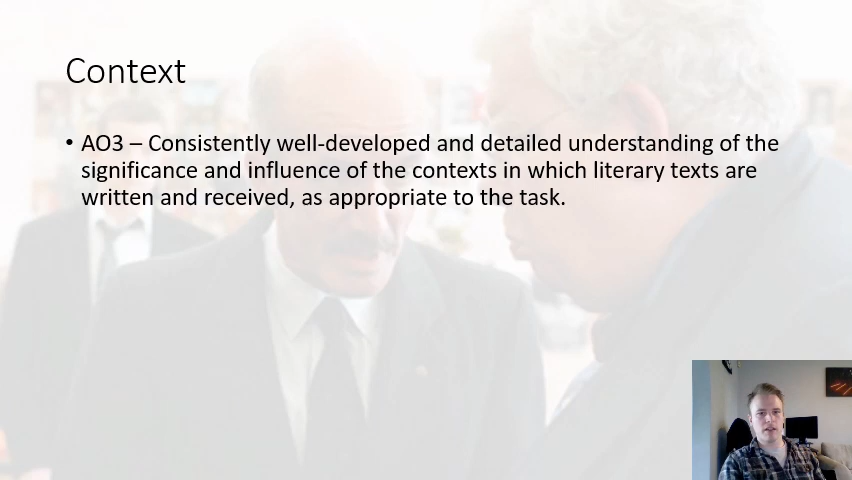 Context
• AO3 – Consistently well-developed and detailed understanding of the
significance and influence of the contexts in which literary texts are
written and received, as appropriate to the task.